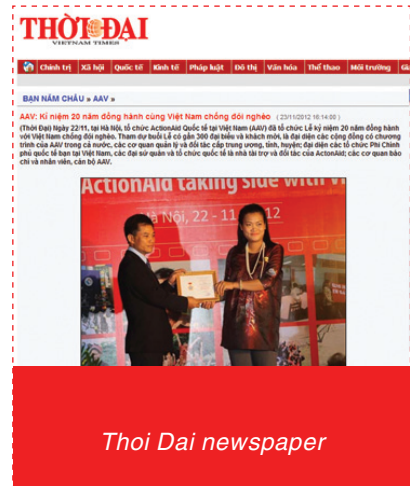 THỜI ĐẠI
VIETNAM TIMES
Chính trị Xã hội Quốc tế Kinh tế Pháp luật Đô thị Văn hóa Thể thao Môi trường
BẠN NĂM CHÂU » AAV »
AAV: Kỉ niệm 20 năm đồng hành cùng Việt Nam chống đói nghèo ( 23/11/2012 16:14:00 )
(Thời Đại) Ngày 22/11, tại Hà Nội, tổ chức ActionAid Quốc tế tại Việt Nam (AAV) đã tổ chức Lễ kỷ niệm 20 năm đồng hành
với Việt Nam chống đói nghèo. Tham dự buổi Lễ có gần 300 đại biểu và khách mời, là đại diện các cộng đồng có chương
trình của AAV trong cả nước, các cơ quan quản lý và đối tác cấp trung ương, tỉnh, huyện; đại diện các tổ chức Phi Chính
phủ quốc tế bạn tại Việt Nam, các đại sứ quán và tổ chức quốc tế là nhà tài trợ và đối tác của ActionAid; các cơ quan báo
chí và nhân viên, cán bộ AAV.
ActionAid taking side with
Hà Nội, 22 - 11 - 2012
Thoi Dai newspaper